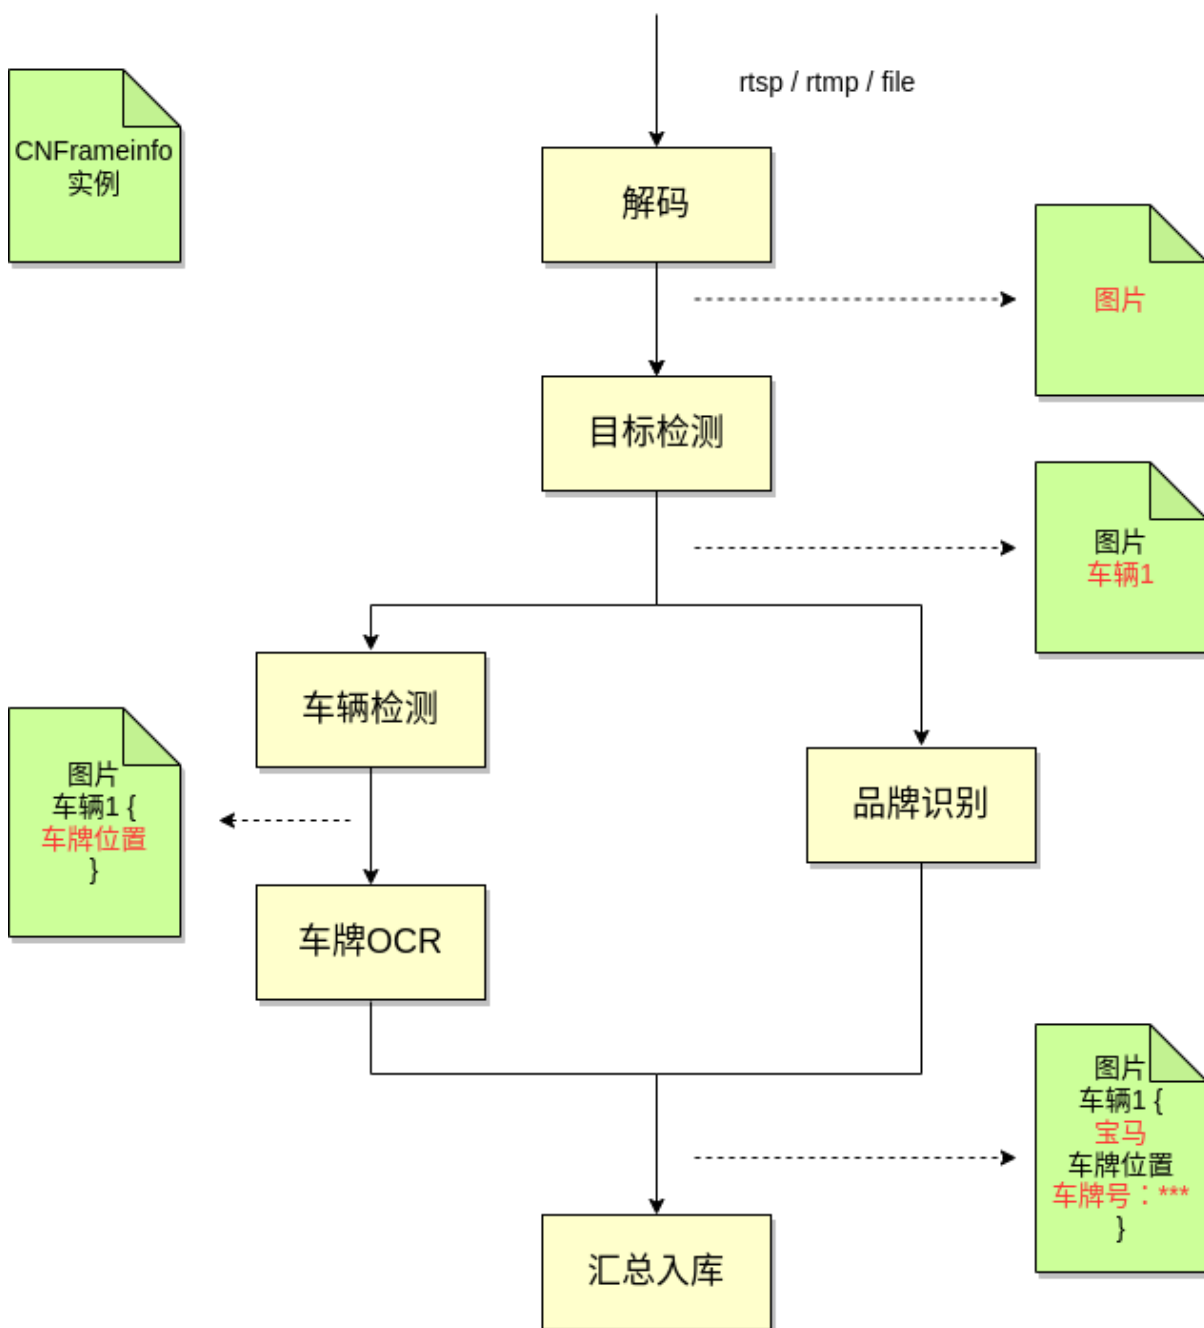 rtsp / rtmp / file
CNFrameinfo
实例
解码
图片
目标检测
图片
车辆1
车辆检测
图片
车辆1 {
车牌位置
}
品牌识别
车牌OCR
图片
车辆1 {
宝马
车牌位置
车牌号：***
}
汇总入库